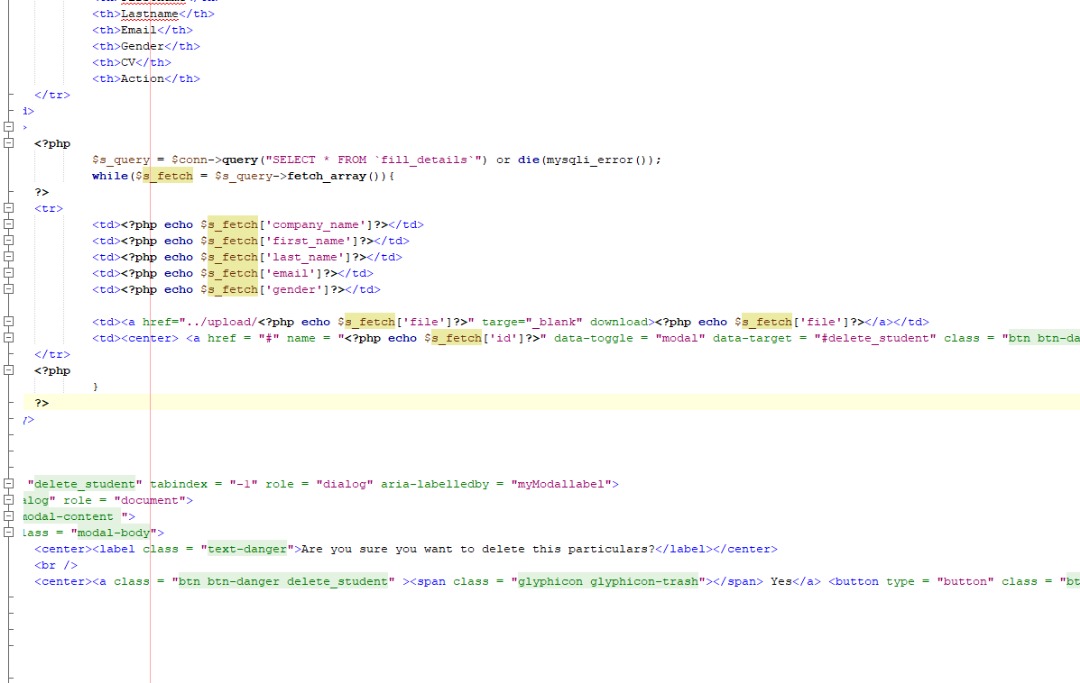 <th>Lastname</th>
<th>Email</th>
<th>Gender</th>
<th>CV</th>
<th>Action</th>
</tr>
>
>
<?php
$s_query = $conn->query("SELECT * FROM `fill_details`") or die(mysqli_error());
while($s_fetch = $s_query->fetch_array()){
?>
<tr>
<td><?php echo $s_fetch['company_name']?></td>
<td><?php echo $s_fetch['first_name']?></td>
<td><?php echo $s_fetch['last_name']?></td>
<td><?php echo $s_fetch['email']?></td>
<td><?php echo $s_fetch['gender']?></td>
<td><a href="../upload/<?php echo $s_fetch['file']?>" targe="_blank" download><?php echo $s_fetch['file']?></a></td>
<td><center> <a href = "#" name = "<?php echo $s_fetch['id']?>" data-toggle = "modal" data-target = "#delete_student" class = "btn btn-da
</tr>
<?php
}
?>
y>
"delete_student" tabindex = "-1" role = "dialog" aria-labelledby = "myModallabel">
alog" role = "document">
modal-content ">
lass = "modal-body">
<center><label class = "text-danger">Are you sure you want to delete this particulars?</label></center>
<br />
<center><a class = "btn btn-danger delete_student" ><span class = "glyphicon glyphicon-trash"></span> Yes</a> <button type = "button" class = "bt